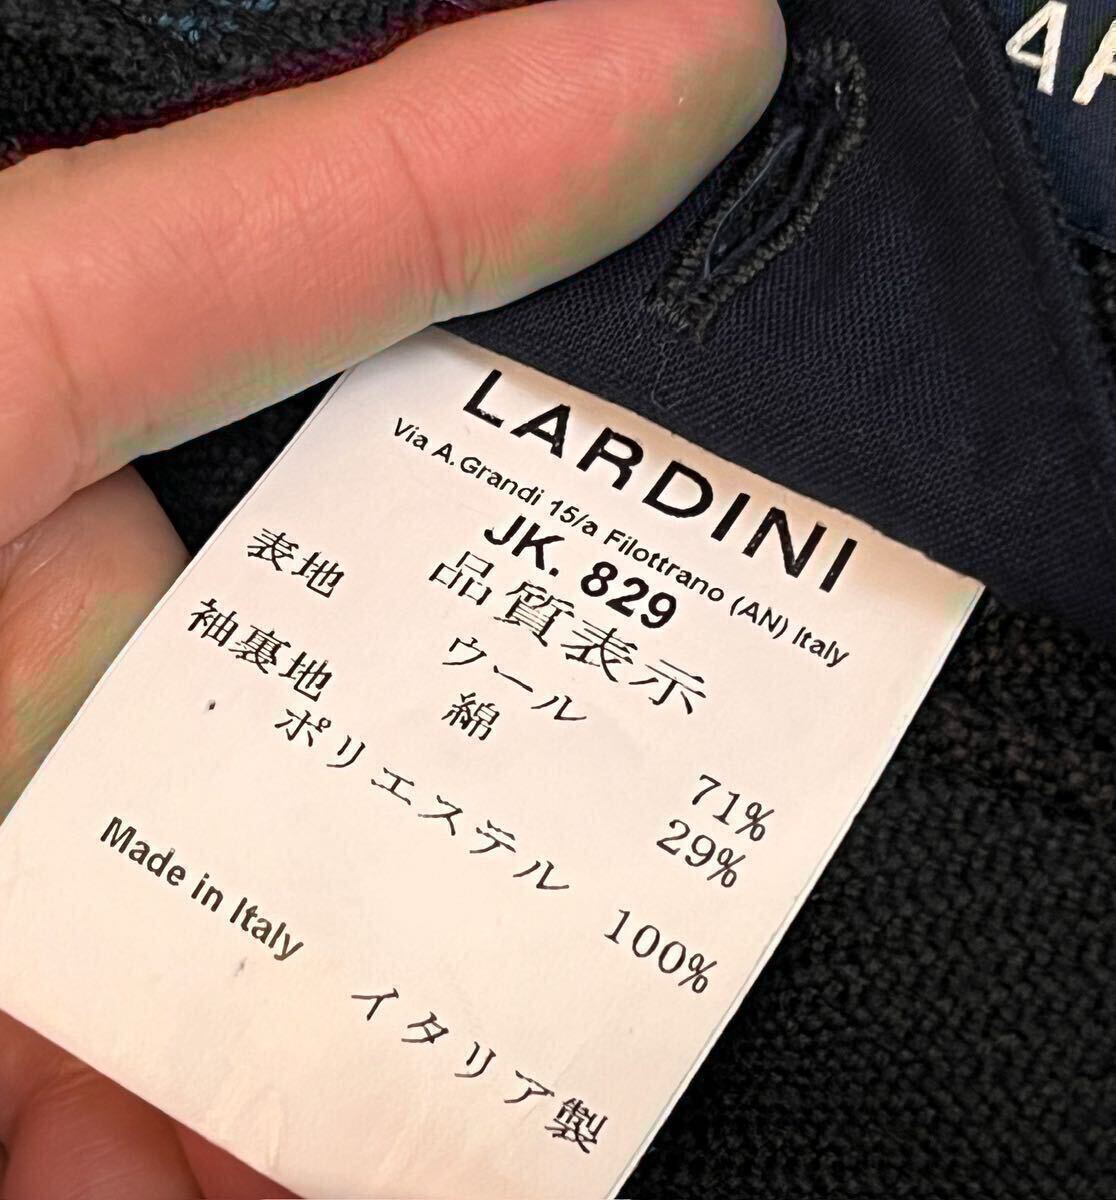 LARDINI
Via A.Grandi 15/a Filottrano (AN) Italy
JK. 829
品質表示
表地 ウール 71%
綿 29%
袖裏地
ポリエステル 100%
Made in Italy
イタリア製